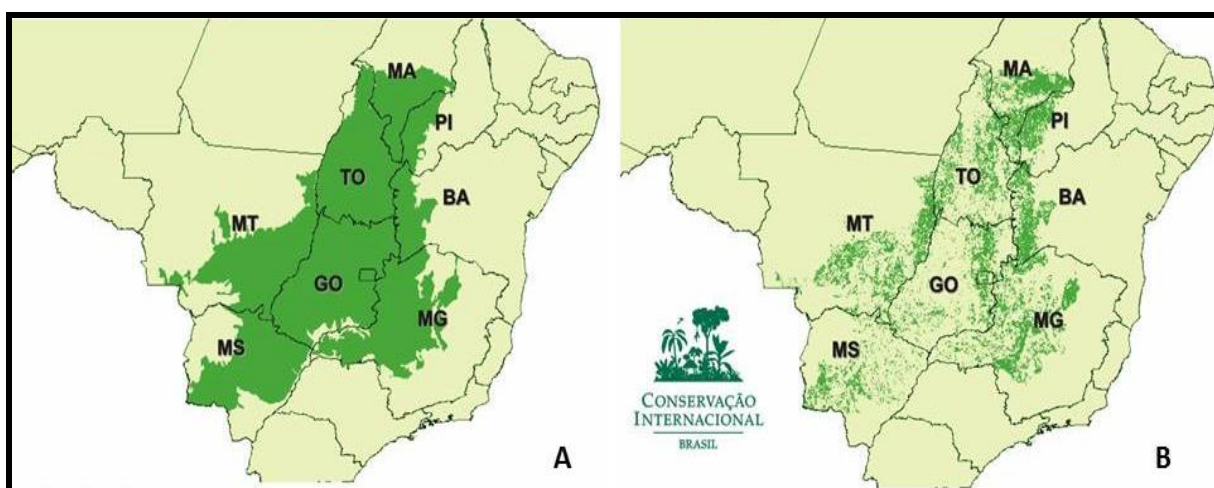 MA
PI
TO
BA
MT
GO
MG
MS
A
MA
PI
TO
BA
MT
GO
MG
MS
CONSERVAÇÃO
INTERNACIONAL
BRASIL
B